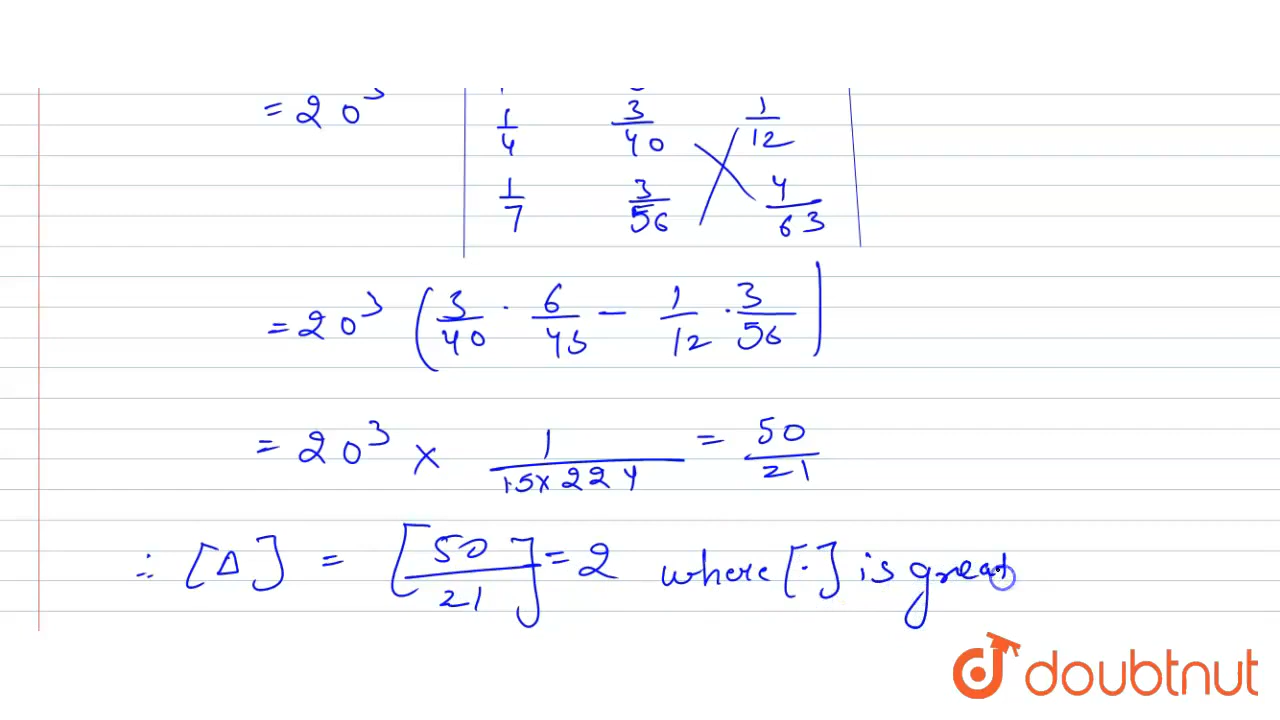 = 20³
1/4 3/40 1/12
1/7 3/56 4/63
= 20³ (3/40 · 6/45 − 1/12 · 3/56)
= 20³ × 1/(15×224) = 50/21
∴ [Δ] = [50/21] = 2 where [·] is great
doubtnut